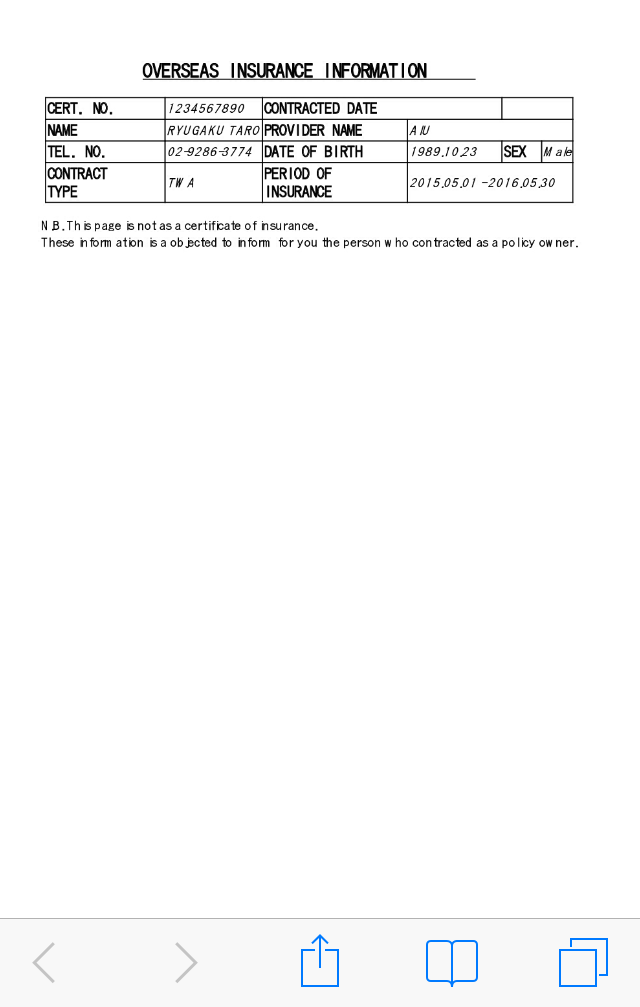 OVERSEAS INSURANCE INFORMATION
CERT. NO. 1234567890 CONTRACTED DATE
NAME RYUGAKU TARO PROVIDER NAME AIU
TEL. NO. 02-9286-3774 DATE OF BIRTH 1989.10.23 SEX Male
CONTRACT TYPE TWA PERIOD OF INSURANCE 2015.05.01 -2016.05.30
N.B.This page is not as a certificate of insurance.
These information is a objected to inform for you the person who contracted as a policy owner.